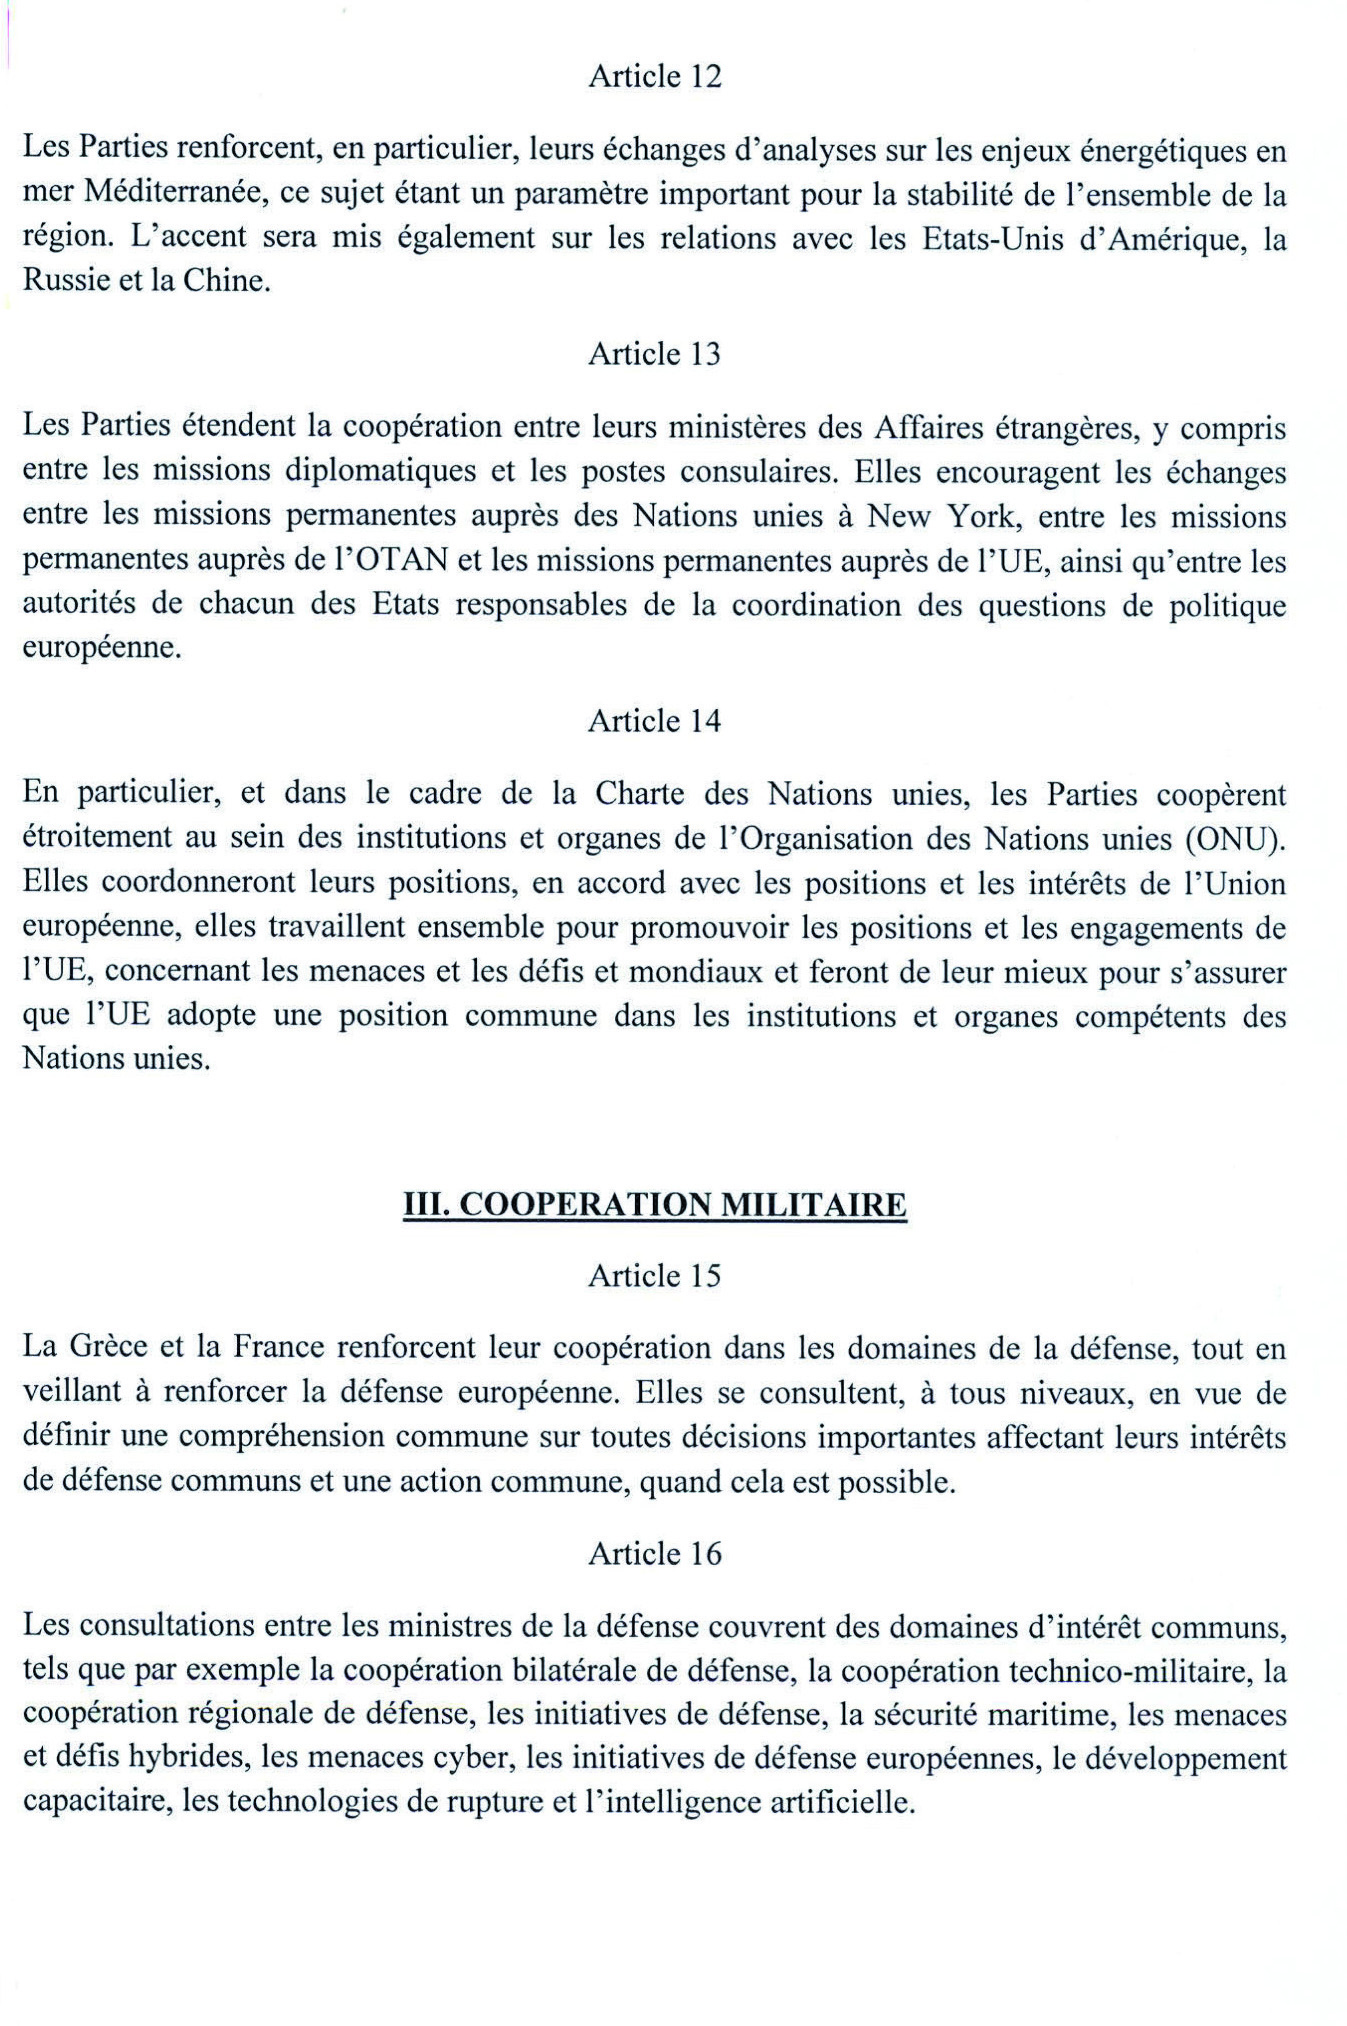 Article 12
Les Parties renforcent, en particulier, leurs échanges d'analyses sur les enjeux énergétiques en
mer Méditerranée, ce sujet étant un paramètre important pour la stabilité de l'ensemble de la
région. L'accent sera mis également sur les relations avec les Etats-Unis d'Amérique, la
Russie et la Chine.
Article 13
Les Parties étendent la coopération entre leurs ministères des Affaires étrangères, y compris
entre les missions diplomatiques et les postes consulaires. Elles encouragent les échanges
entre les missions permanentes auprès des Nations unies à New York, entre les missions
permanentes auprès de l'OTAN et les missions permanentes auprès de l'UE, ainsi qu'entre les
autorités de chacun des Etats responsables de la coordination des questions de politique
européenne.
Article 14
En particulier, et dans le cadre de la Charte des Nations unies, les Parties coopèrent
étroitement au sein des institutions et organes de l'Organisation des Nations unies (ONU).
Elles coordonneront leurs positions, en accord avec les positions et les intérêts de l'Union
européenne, elles travaillent ensemble pour promouvoir les positions et les engagements de
l'UE, concernant les menaces et les défis et mondiaux et feront de leur mieux pour s'assurer
que l'UE adopte une position commune dans les institutions et organes compétents des
Nations unies.
III. COOPERATION MILITAIRE
Article 15
La Grèce et la France renforcent leur coopération dans les domaines de la défense, tout en
veillant à renforcer la défense européenne. Elles se consultent, à tous niveaux, en vue de
définir une compréhension commune sur toutes décisions importantes affectant leurs intérêts
de défense communs et une action commune, quand cela est possible.
Article 16
Les consultations entre les ministres de la défense couvrent des domaines d'intérêt communs,
tels que par exemple la coopération bilatérale de défense, la coopération technico-militaire, la
coopération régionale de défense, les initiatives de défense, la sécurité maritime, les menaces
et défis hybrides, les menaces cyber, les initiatives de défense européennes, le développement
capacitaire, les technologies de rupture et l'intelligence artificielle.